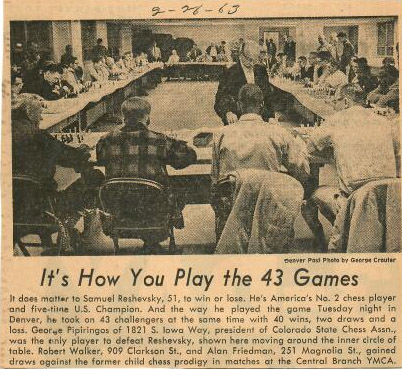 2-26-63
Denver Post Photo by George Crouter
It's How You Play the 43 Games
It does matter to Samuel Reshevsky, 51, to win or lose. He's America's No. 2 chess player
and five-time U.S. Champion. And the way he played the game Tuesday night in
Denver, he took on 43 challengers at the same time with 40 wins, two draws and a
loss. George Pipiringos of 1821 S. Iowa Way, president of Colorado State Chess Assn.,
was the only player to defeat Reshevsky, shown here moving around the inner circle of
table. Robert Walker, 909 Clarkson St., and Alan Friedman, 251 Magnolia St., gained
draws against the former child chess prodigy in matches at the Central Branch YMCA.